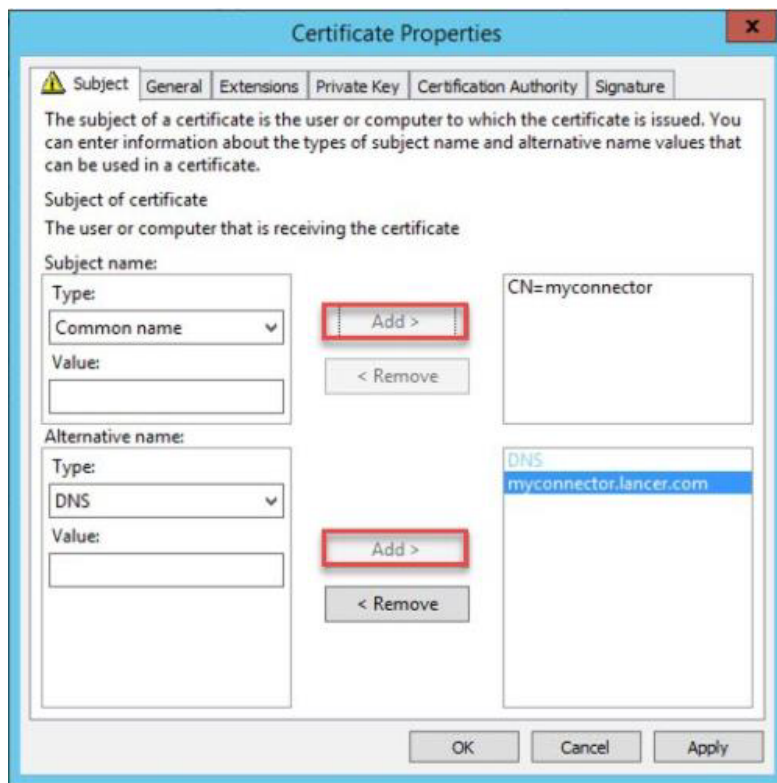 Certificate Properties
x
Subject General Extensions Private Key Certification Authority Signature
The subject of a certificate is the user or computer to which the certificate is issued. You
can enter information about the types of subject name and alternative name values that
can be used in a certificate.
Subject of certificate
The user or computer that is receiving the certificate
Subject name:
Type:
Common name
Value:
Add >
< Remove
CN=myconnector
Alternative name:
Type:
DNS
Value:
Add >
< Remove
DNS
myconnector.lancer.com
OK Cancel Apply